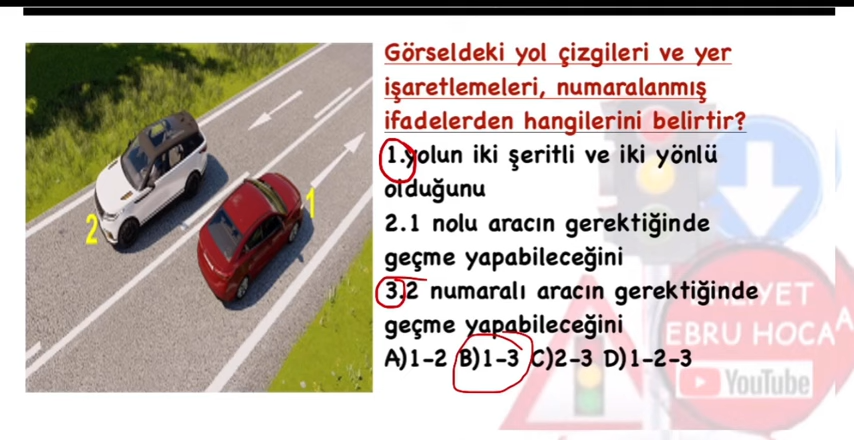 Görseldeki yol çizgileri ve yer
işaretlemeleri, numaralanmış
ifadelerden hangilerini belirtir?
1.yolun iki şeritli ve iki yönlü
olduğunu
2.1 nolu aracın gerektiğinde
geçme yapabileceğini
3.2 numaralı aracın gerektiğinde
geçme yapabileceğini
A)1-2 B)1-3 C)2-3 D)1-2-3
2
1
EBRU HOCA
YouTube